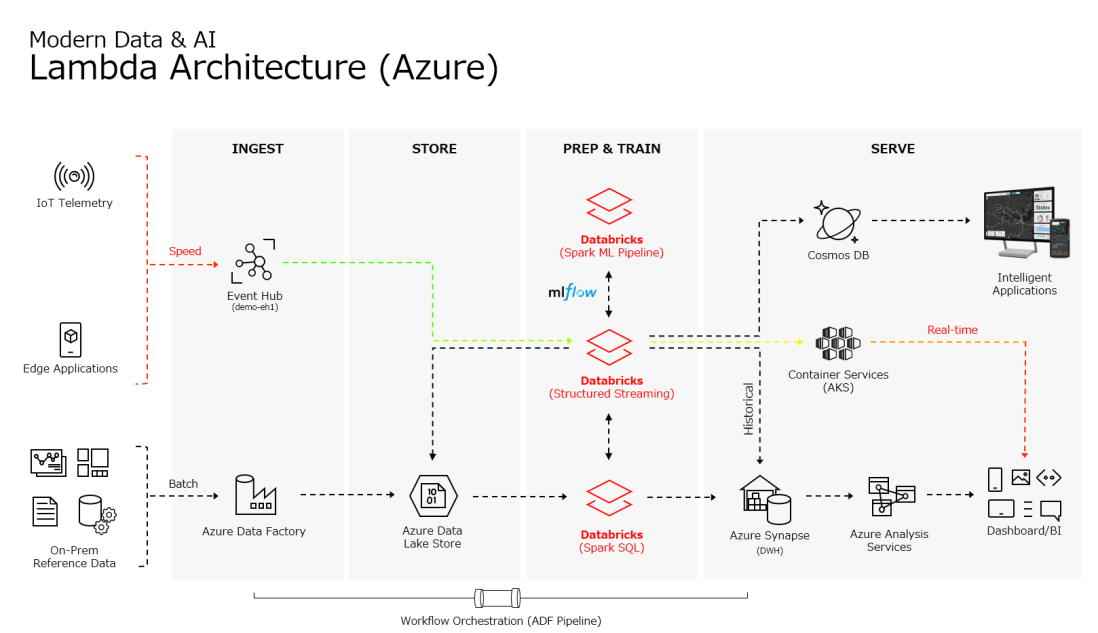 Modern Data & AI
Lambda Architecture (Azure)
INGEST
STORE
PREP & TRAIN
SERVE
IoT Telemetry
Speed
Event Hub
(demo-eh1)
Edge Applications
Databricks
(Spark ML Pipeline)
mlflow
Databricks
(Structured Streaming)
Cosmos DB
Intelligent
Applications
Real-time
Container Services
(AKS)
Historical
Batch
On-Prem
Reference Data
Azure Data Factory
10
01
Azure Data
Lake Store
Databricks
(Spark SQL)
Azure Synapse
(DWH)
Azure Analysis
Services
Dashboard/BI
Workflow Orchestration (ADF Pipeline)